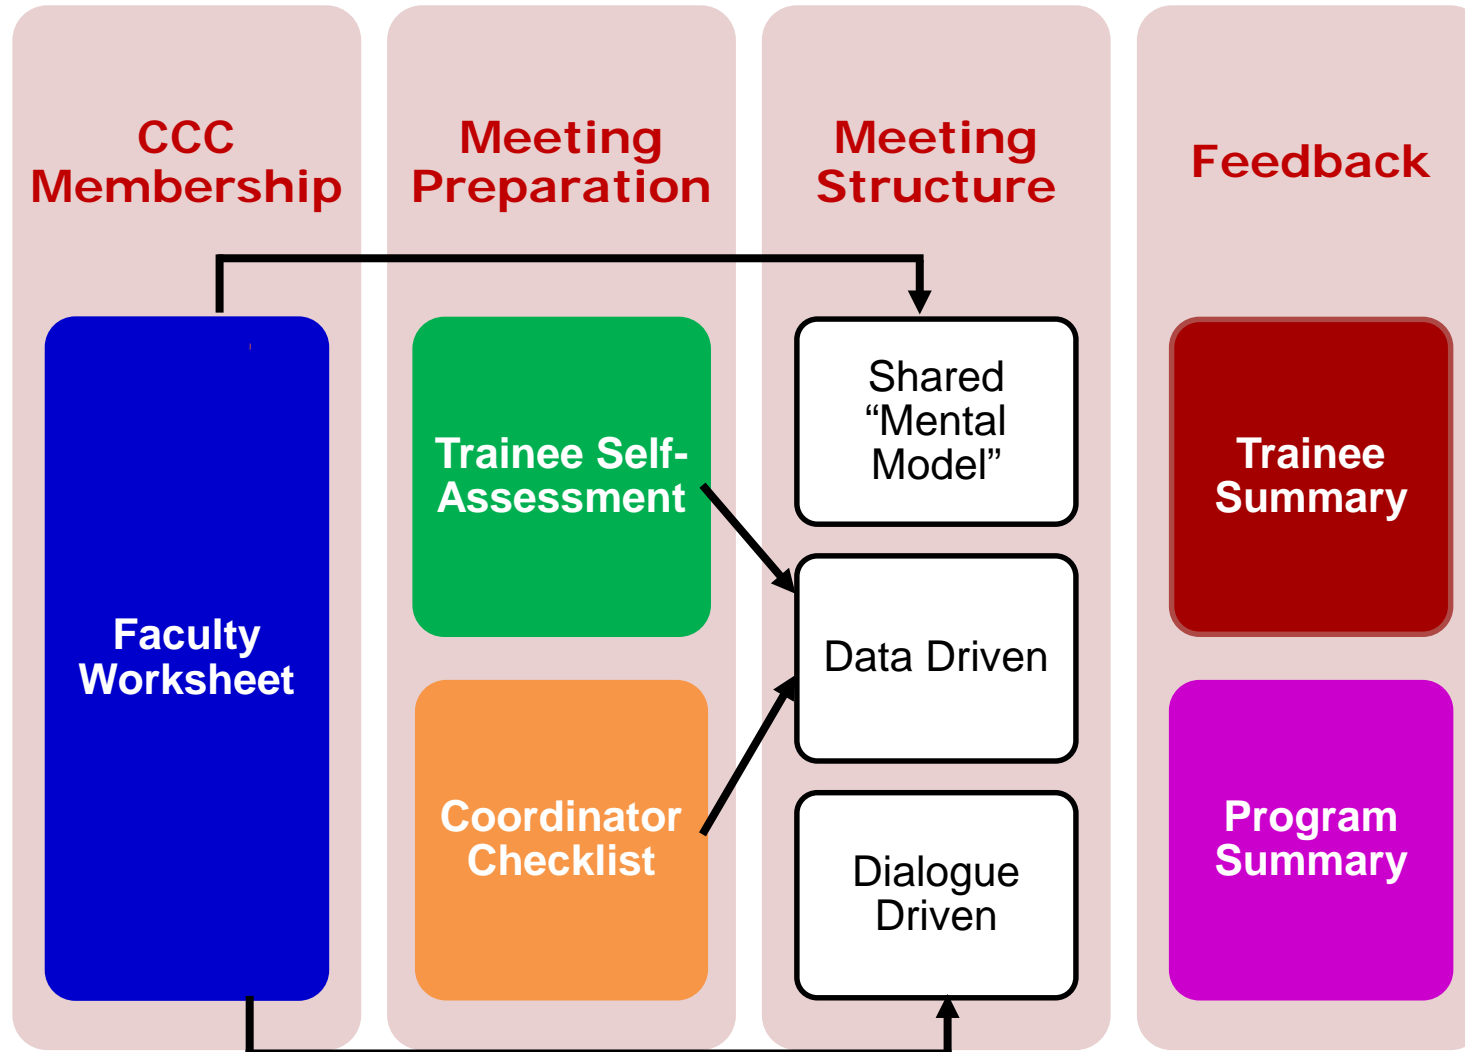 CCC
Membership
Meeting
Preparation
Meeting
Structure
Feedback
Faculty
Worksheet
Trainee Self-
Assessment
Coordinator
Checklist
Shared
“Mental
Model”
Data Driven
Dialogue
Driven
Trainee
Summary
Program
Summary